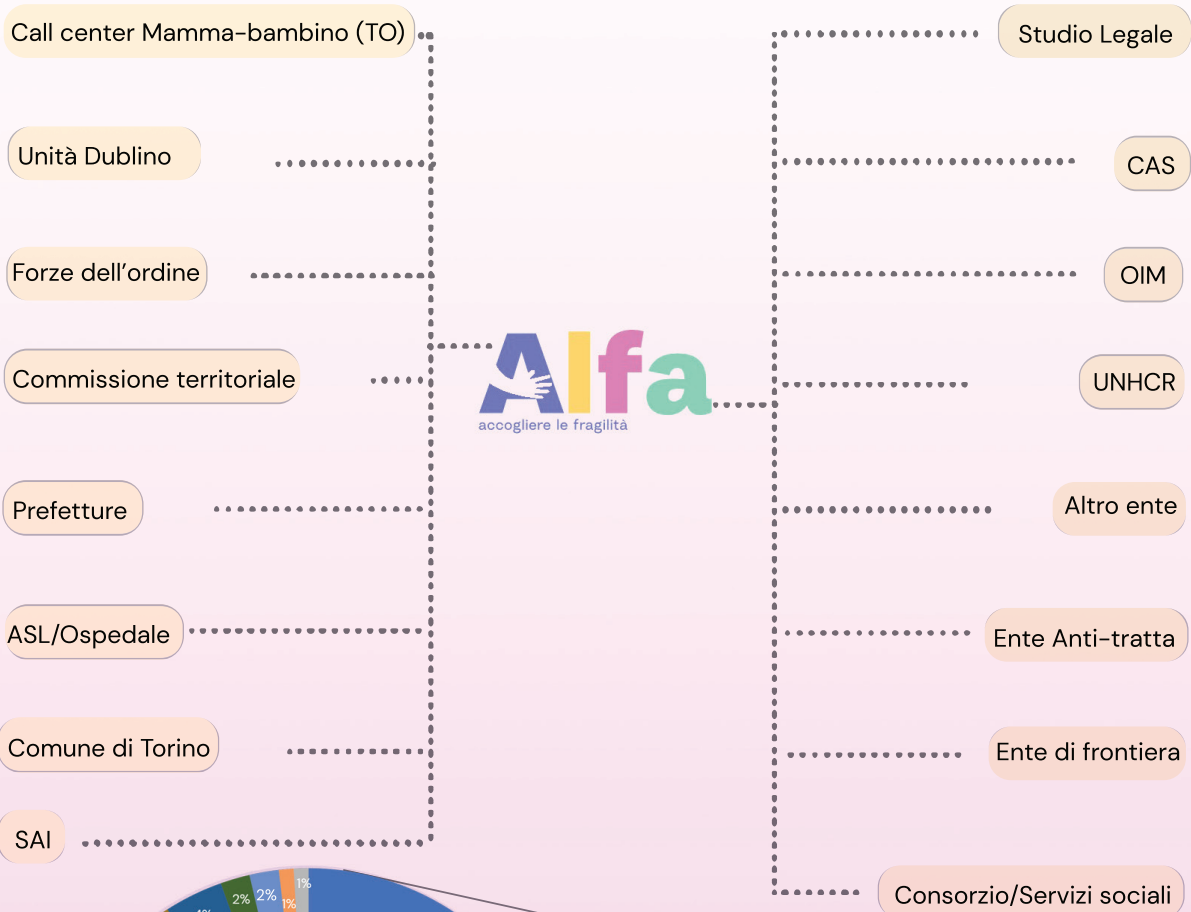 Call center Mamma-bambino (TO)
Unità Dublino
Forze dell'ordine
Commissione territoriale
Prefetture
ASL/Ospedale
Comune di Torino
SAI
Alfa
accogliere le fragilità
Studio Legale
CAS
OIM
UNHCR
Altro ente
Ente Anti-tratta
Ente di frontiera
Consorzio/Servizi sociali
2%
2%
1%
1%